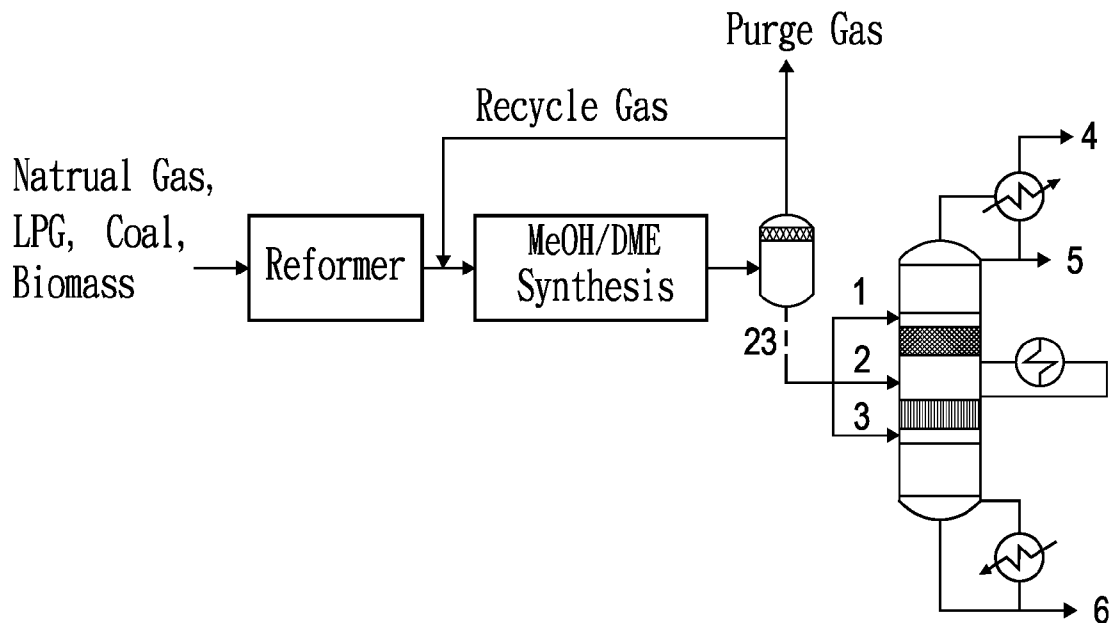 Purge Gas
Recycle Gas
4
Natrual Gas,
LPG, Coal,
Biomass
Reformer
MeOH/DME
Synthesis
5
1
23
2
3
6